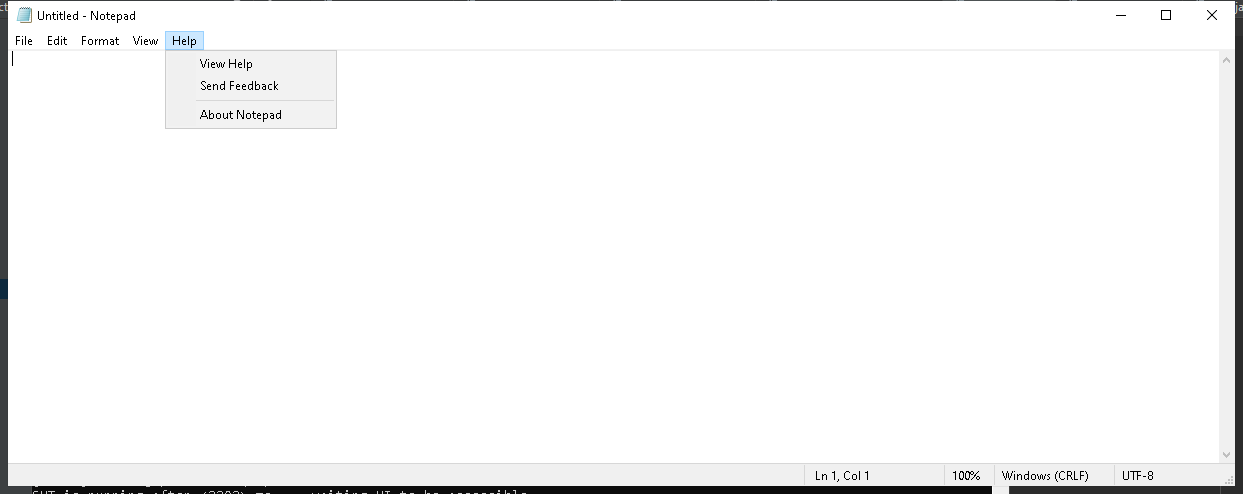 Untitled - Notepad
File Edit Format View Help
View Help
Send Feedback
About Notepad
Ln 1, Col 1 100% Windows (CRLF) UTF-8